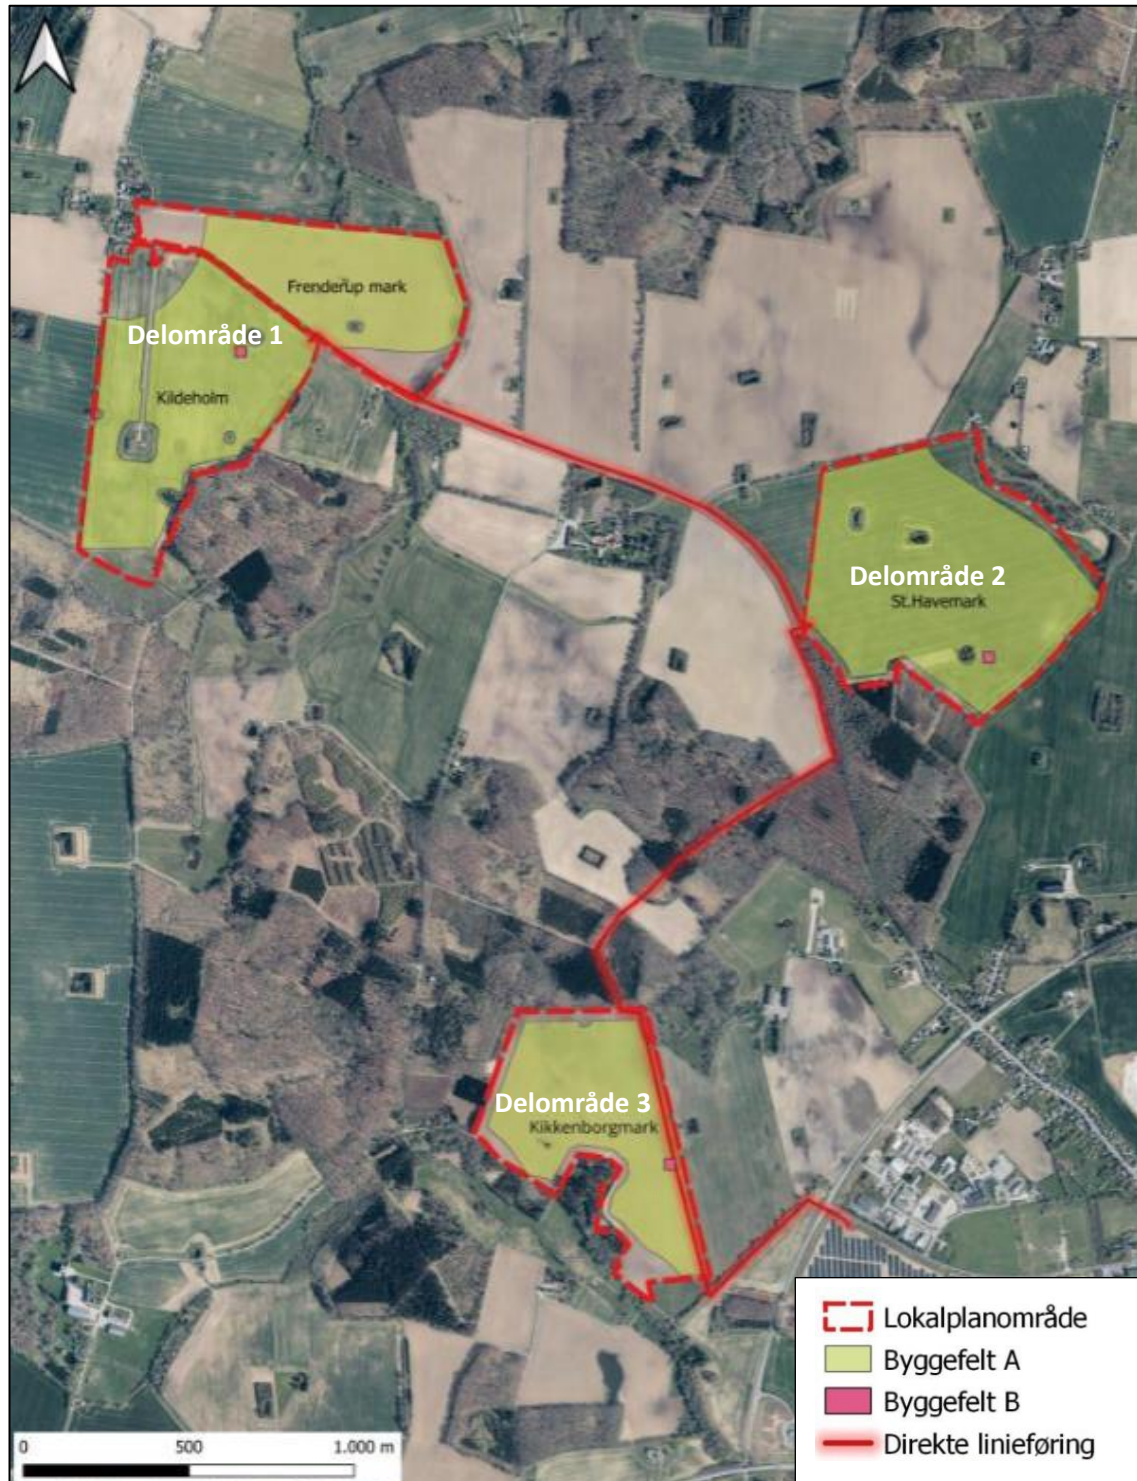 Frenderup mark
Delområde 1
Kildeholm
Delområde 2
St.Havemark
Delområde 3
Kikkenborgmark
Lokalplanområde
Byggefelt A
Byggefelt B
Direkte linieføring
0 500 1.000 m